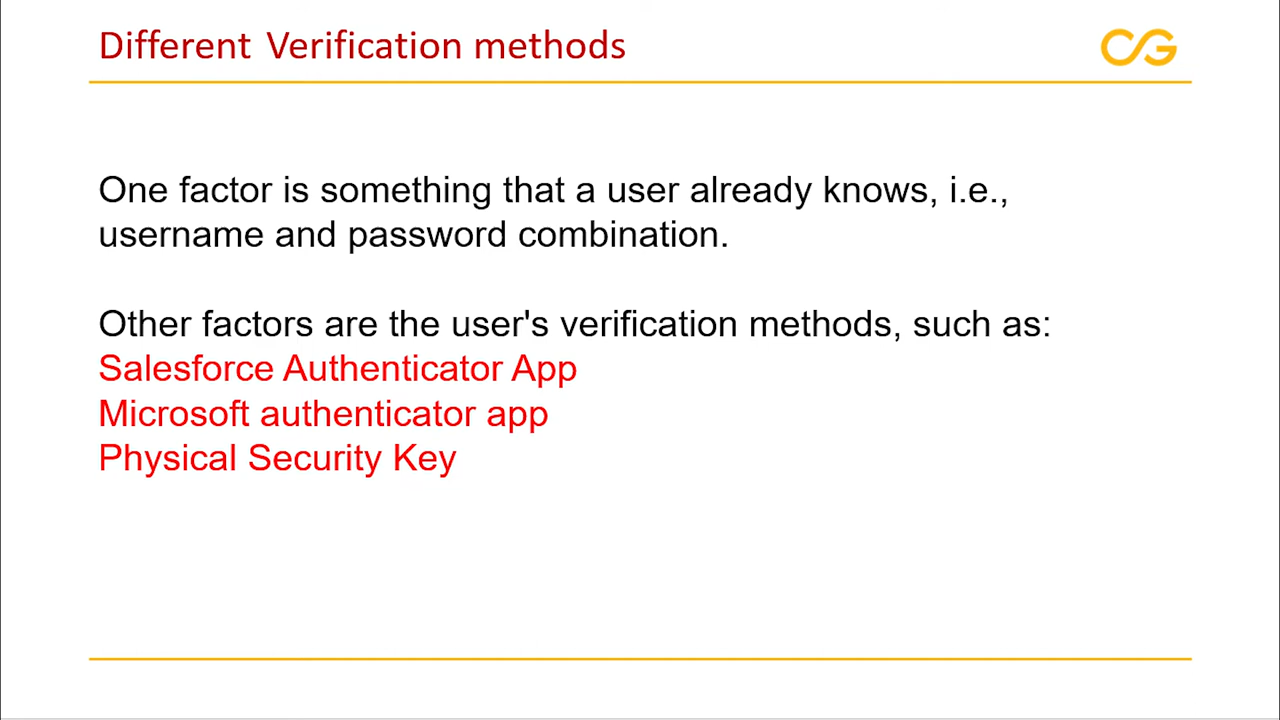 Different Verification methods
CG
One factor is something that a user already knows, i.e.,
username and password combination.
Other factors are the user's verification methods, such as:
Salesforce Authenticator App
Microsoft authenticator app
Physical Security Key